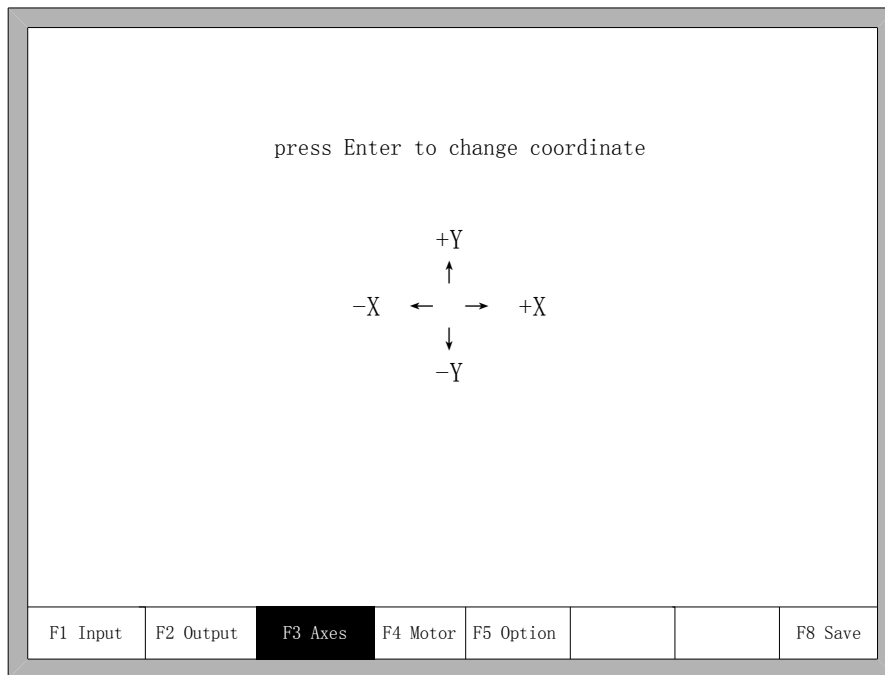 press Enter to change coordinate
+Y
-X ← → +X
-Y
F1 Input F2 Output F3 Axes F4 Motor F5 Option F8 Save